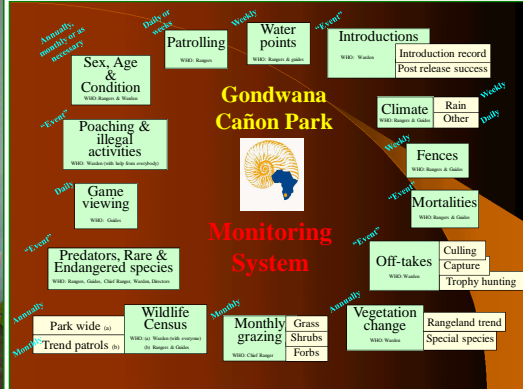 Annually,
monthly or as
necessary
Sex, Age
&
Condition
WHO: Rangers & Warden
Daily or
weeks
Patrolling
WHO: Rangers
Weekly
Water
points
WHO: Rangers & guides
"Event"
Introductions
WHO: Warden
Introduction record
Post release success
Gondwana
Cañon Park
Monitoring
System
Climate
WHO: Rangers & Guides
Rain
Other
Daily
Weekly
Fences
WHO: Rangers & Guides
"Event"
Mortalities
WHO: Rangers & Guides
"Event"
Off-takes
WHO: Warden
Culling
Capture
Trophy hunting
Annually
Vegetation
change
WHO: Warden
Rangeland trend
Special species
Monthly
Monthly
grazing
WHO: Chief Ranger
Grass
Shrubs
Forbs
Annually
Monthly
Park wide (a)
Trend patrols (b)
Wildlife
Census
WHO: (a) Warden (with everyone)
(b) Rangers & Guides
"Event"
Predators, Rare &
Endangered species
WHO: Rangers, Guides, Chief Ranger, Warden, Directors
Daily
Game
viewing
WHO: Guides
"Event"
Poaching &
illegal
activities
WHO: Warden (with help from everybody)